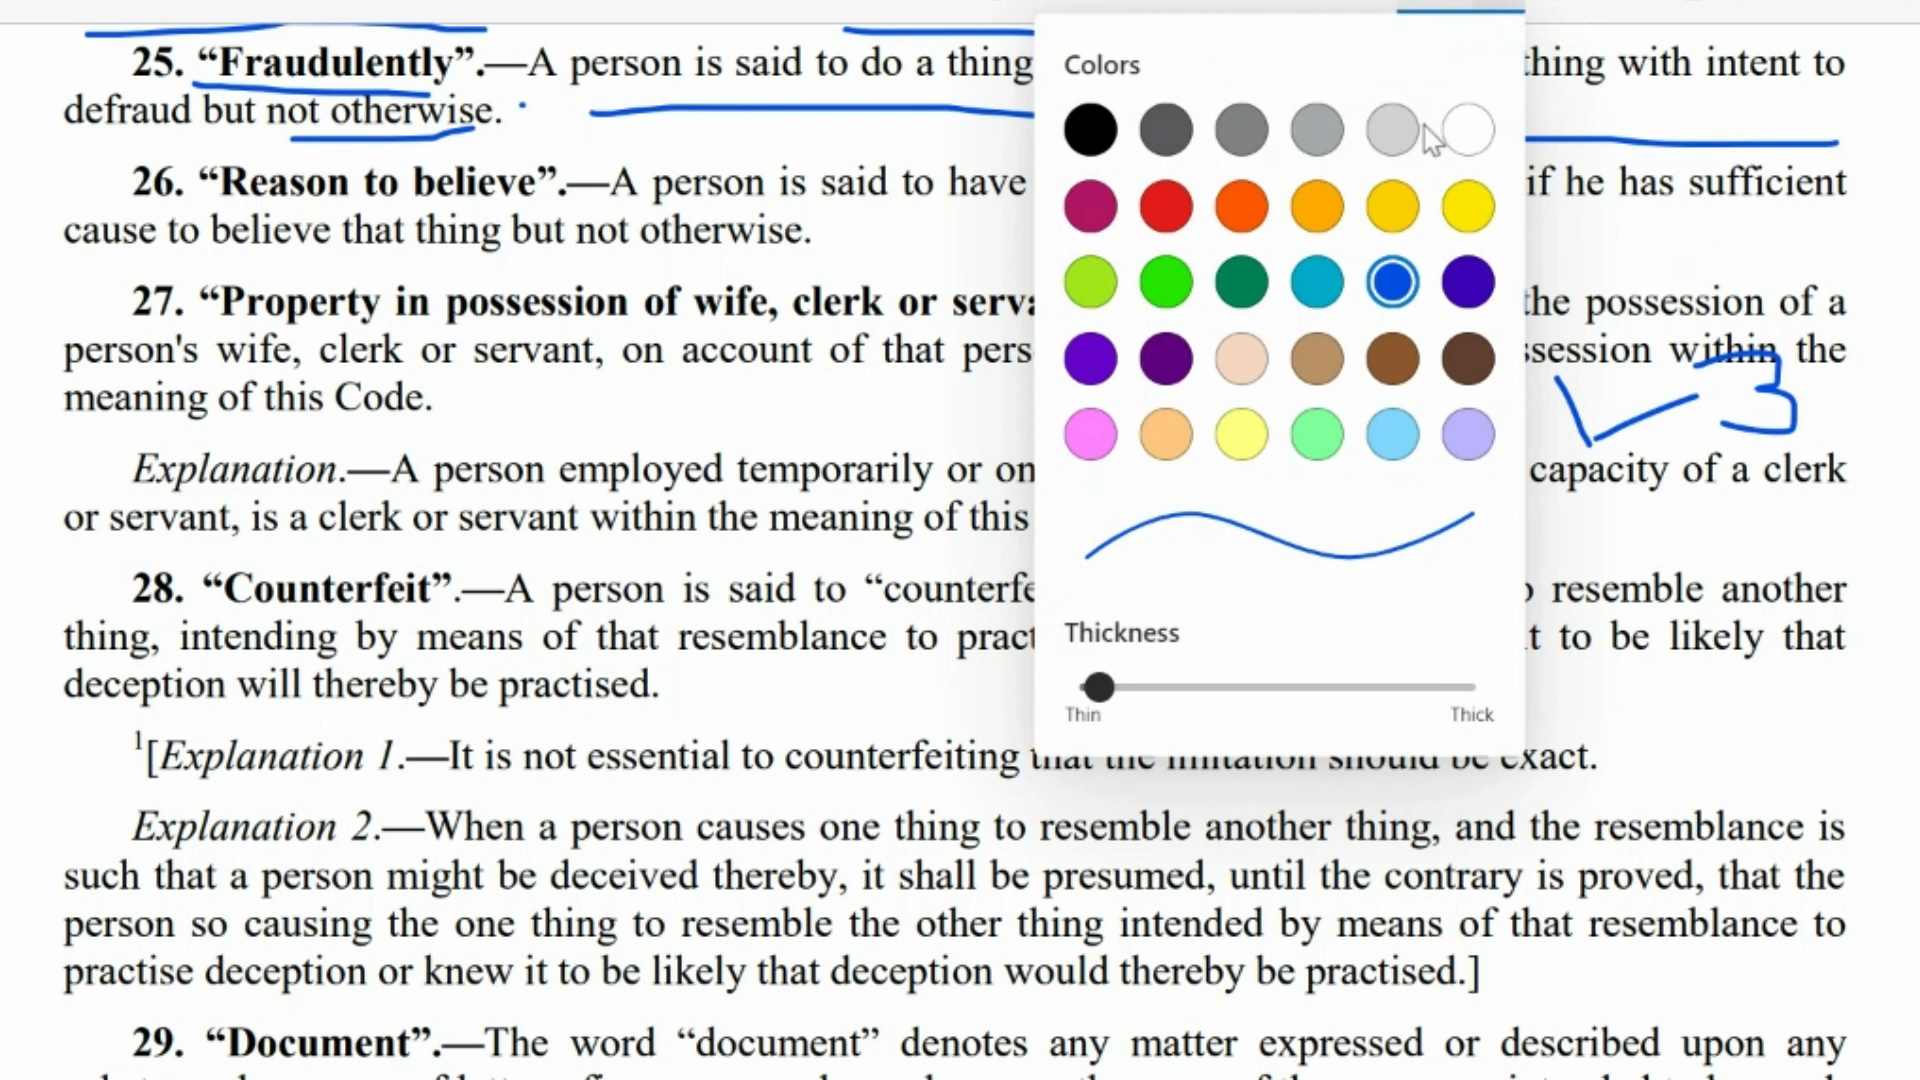 25. “Fraudulently”.—A person is said to do a thing thing with intent to
defraud but not otherwise.
26. “Reason to believe”.—A person is said to have if he has sufficient
cause to believe that thing but not otherwise.
27. “Property in possession of wife, clerk or the possession of a
person's wife, clerk or servant, on account of that within the
meaning of this Code.
3
Explanation.—A person employed temporarily or on capacity of a clerk
or servant, is a clerk or servant within the meaning of this
28. “Counterfeit”.—A person is said to resemble another
thing, intending by means of that resemblance to to be likely that
deception will thereby be practised.
1[Explanation 1.—It is not essential to counterfeiting that the imitation should be exact.
Explanation 2.—When a person causes one thing to resemble another thing, and the resemblance is
such that a person might be deceived thereby, it shall be presumed, until the contrary is proved, that the
person so causing the one thing to resemble the other thing intended by means of that resemblance to
practise deception or knew it to be likely that deception would thereby be practised.]
29. “Document”.—The word “document” denotes any matter expressed or described upon any
Colors
Thickness
Thin Thick